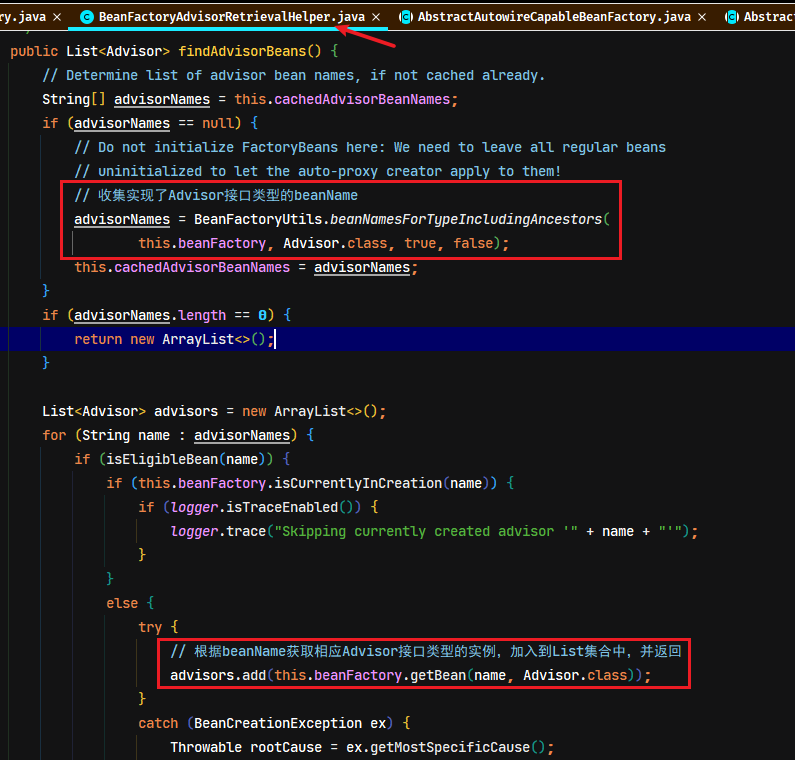 ry.java × BeanFactoryAdvisorRetrievalHelper.java × AbstractAutowireCapableBeanFactory.java × Abstrac
public List<Advisor> findAdvisorBeans() {
// Determine list of advisor bean names, if not cached already.
String[] advisorNames = this.cachedAdvisorBeanNames;
if (advisorNames == null) {
// Do not initialize FactoryBeans here: We need to leave all regular beans
// uninitialized to let the auto-proxy creator apply to them!
// 收集实现了Advisor接口类型的beanName
advisorNames = BeanFactoryUtils.beanNamesForTypeIncludingAncestors(
this.beanFactory, Advisor.class, true, false);
this.cachedAdvisorBeanNames = advisorNames;
}
if (advisorNames.length == 0) {
return new ArrayList<>();
}
List<Advisor> advisors = new ArrayList<>();
for (String name : advisorNames) {
if (isEligibleBean(name)) {
if (this.beanFactory.isCurrentlyInCreation(name)) {
if (logger.isTraceEnabled()) {
logger.trace("Skipping currently created advisor '" + name + "'");
}
}
else {
try {
// 根据beanName获取相应Advisor接口类型的实例，加入到List集合中，并返回
advisors.add(this.beanFactory.getBean(name, Advisor.class));
}
catch (BeanCreationException ex) {
Throwable rootCause = ex.getMostSpecificCause();